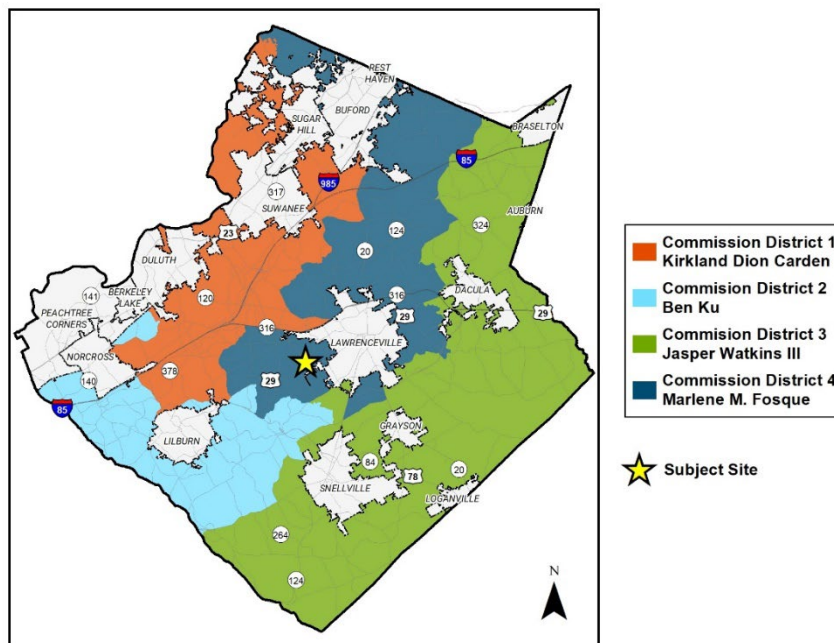 REST
HAVEN
BUFORD
SUGAR
HILL
BRASELTON
85
985
317
SUWANEE
AUBURN
324
124
23
20
DULUTH
BERKELEY
LAKE
141
PEACHTREE
CORNERS
120
316
DACULA
29
316
29
NORCROSS
LAWRENCEVILLE
140
378
29
85
LILBURN
GRAYSON
84
78
20
SNELLVILLE
LOGANVILLE
264
124
N
Commission District 1
Kirkland Dion Carden
Commision District 2
Ben Ku
Commision District 3
Jasper Watkins III
Commission District 4
Marlene M. Fosque
Subject Site